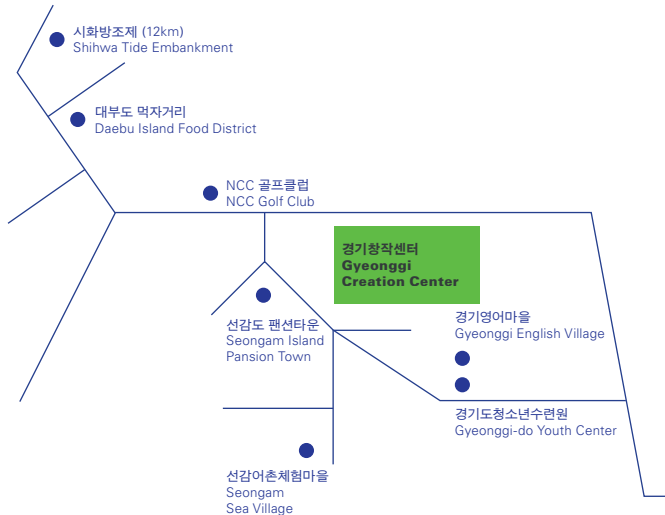 시화방조제 (12km)
Shihwa Tide Embankment
대부도 먹자거리
Daebu Island Food District
NCC 골프클럽
NCC Golf Club
경기창작센터
Gyeonggi
Creation Center
경기영어마을
Gyeonggi English Village
선감도 팬션타운
Seongam Island
Pansion Town
경기도청소년수련원
Gyeonggi-do Youth Center
선감어촌체험마을
Seongam
Sea Village